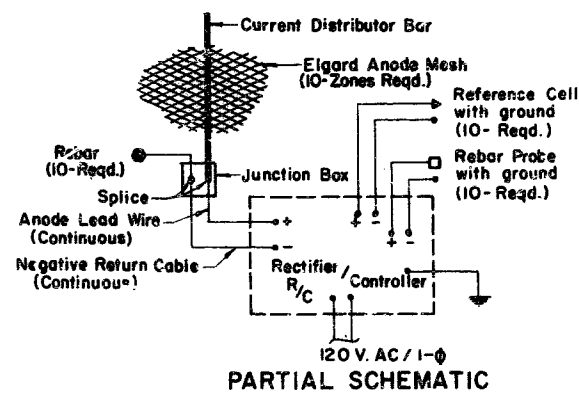 Current Distributor Bar
Elgard Anode Mesh
(10-Zones Reqd.)
Reference Cell
with ground
(10- Reqd.)
Rebar
(10-Reqd.)
Rebar Probe
with ground
(10-Reqd.)
Junction Box
Splice
Anode Lead Wire
(Continuous)
+
+ -
+ -
-
Negative Return Cable
(Continuous)
Rectifier/
R/C Controller
120 V. AC / 1-ϕ
PARTIAL SCHEMATIC